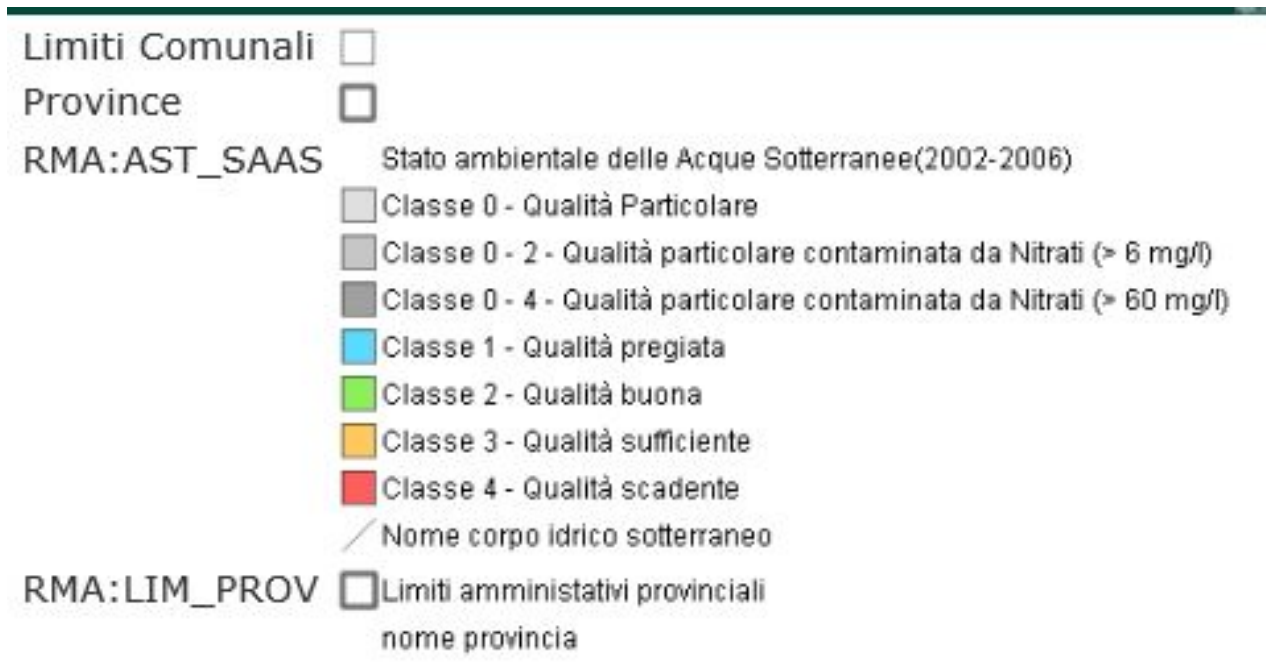 Limiti Comunali
Province
RMA:AST_SAAS Stato ambientale delle Acque Sotterranee(2002-2006)
Classe 0 - Qualità Particolare
Classe 0 - 2 - Qualità particolare contaminata da Nitrati (> 6 mg/l)
Classe 0 - 4 - Qualità particolare contaminata da Nitrati (> 60 mg/l)
Classe 1 - Qualità pregiata
Classe 2 - Qualità buona
Classe 3 - Qualità sufficiente
Classe 4 - Qualità scadente
Nome corpo idrico sotterraneo
RMA:LIM_PROV Limiti amministativi provinciali
nome provincia